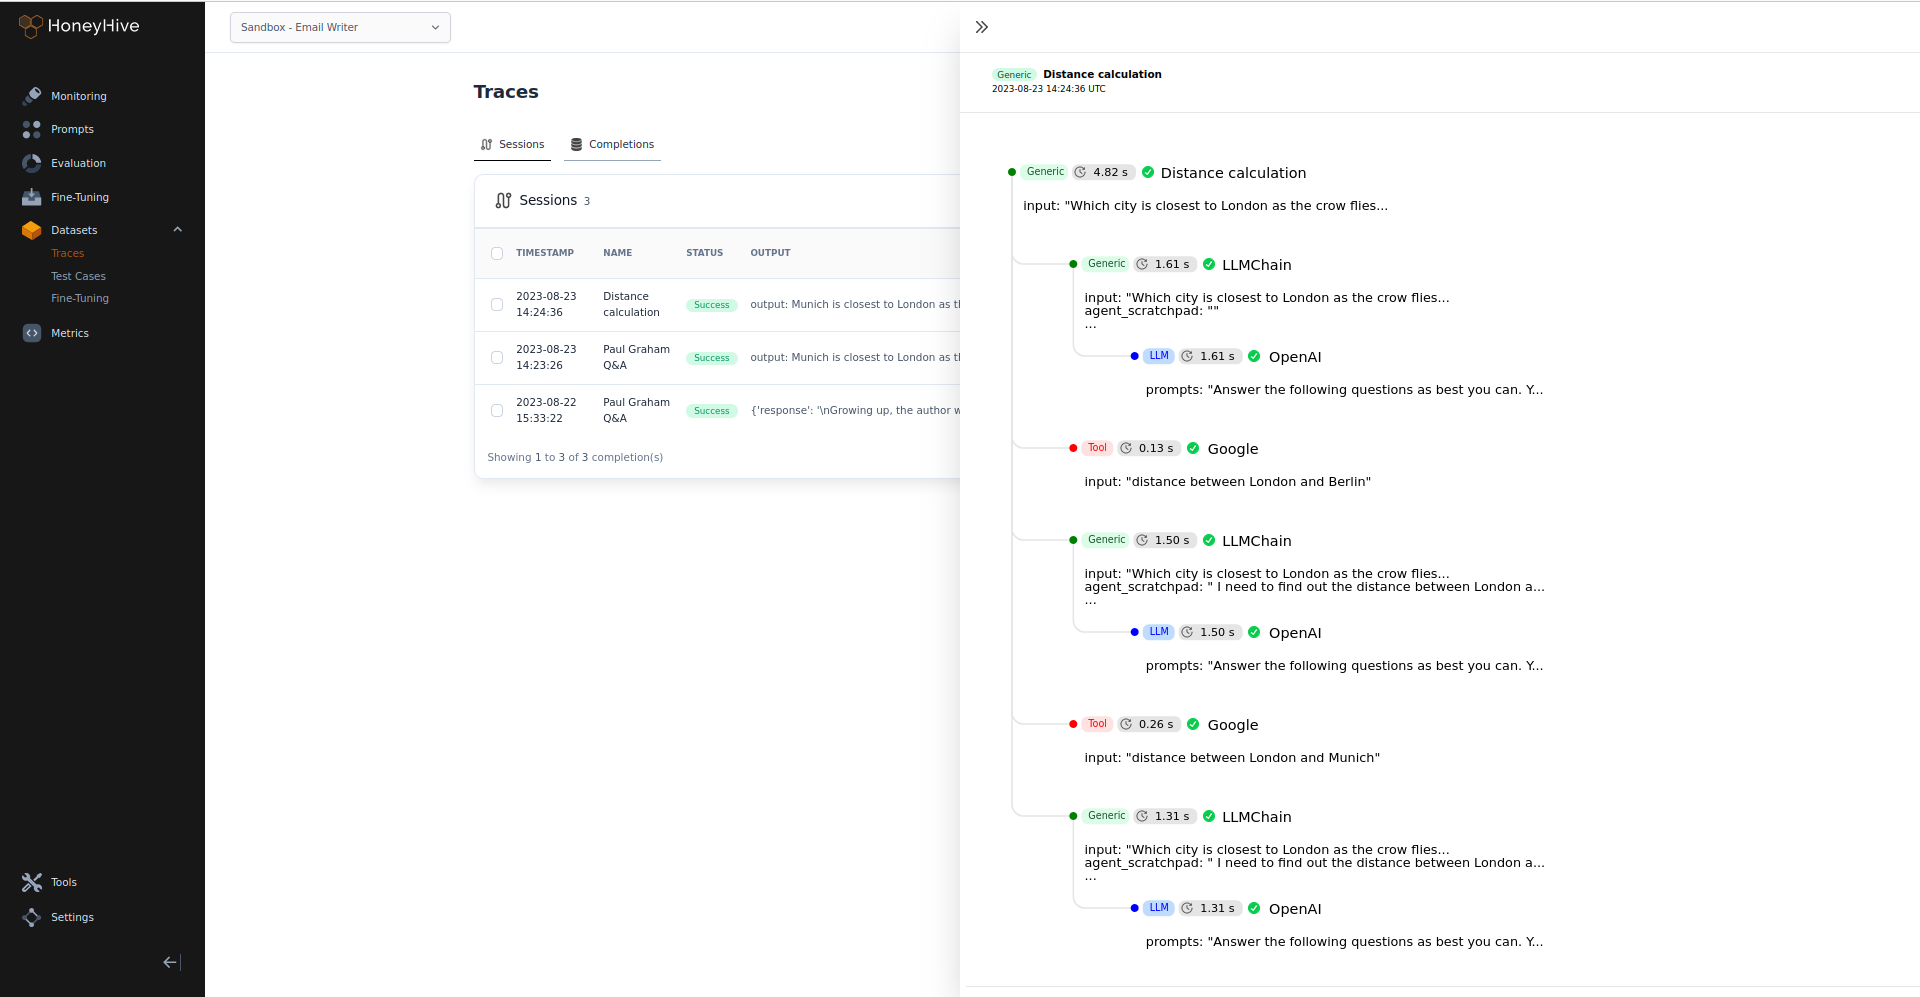 HoneyHive
Monitoring
Prompts
Evaluation
Fine-Tuning
Datasets
Traces
Test Cases
Fine-Tuning
Metrics
Tools
Settings
Sandbox - Email Writer
Traces
Sessions
Completions
Sessions 3
TIMESTAMP NAME STATUS OUTPUT
2023-08-23
14:24:36
Distance
calculation
Success
output: Munich is closest to London as
2023-08-23
14:23:26
Paul Graham
Q&A
Success
output: Munich is closest to London as
2023-08-22
15:33:22
Paul Graham
Q&A
Success
{'response': '\nGrowing up, the author
Showing 1 to 3 of 3 completion(s)
Generic Distance calculation
2023-08-23 14:24:36 UTC
Generic 4.82 s Distance calculation
input: "Which city is closest to London as the crow flies...
Generic 1.61 s LLMChain
input: "Which city is closest to London as the crow flies...
agent_scratchpad: ""
...
LLM 1.61 s OpenAI
prompts: "Answer the following questions as best you can. Y...
Tool 0.13 s Google
input: "distance between London and Berlin"
Generic 1.50 s LLMChain
input: "Which city is closest to London as the crow flies...
agent_scratchpad: " I need to find out the distance between London a...
...
LLM 1.50 s OpenAI
prompts: "Answer the following questions as best you can. Y...
Tool 0.26 s Google
input: "distance between London and Munich"
Generic 1.31 s LLMChain
input: "Which city is closest to London as the crow flies...
agent_scratchpad: " I need to find out the distance between London a...
...
LLM 1.31 s OpenAI
prompts: "Answer the following questions as best you can. Y...